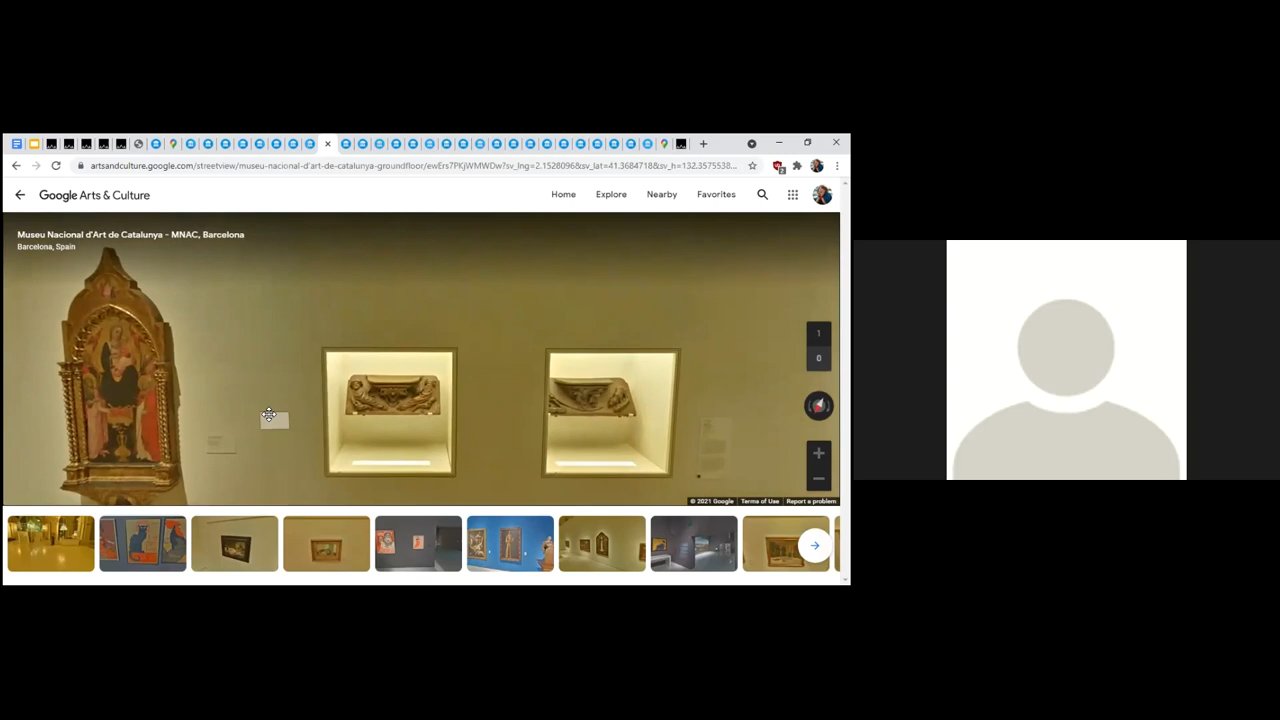 artsandculture.google.com/streetview/museu-nacional-d'art-de-catalunya-groundfloor/ewErs7PKjWMWDw?sv_lng=2.1528096&sv_lat=41.3684718&sv_h=132.3575538...
Google Arts & Culture
Home
Explore
Nearby
Favorites
Museu Nacional d'Art de Catalunya - MNAC, Barcelona
Barcelona, Spain
1
0
© 2021 Google
Terms of Use
Report a problem